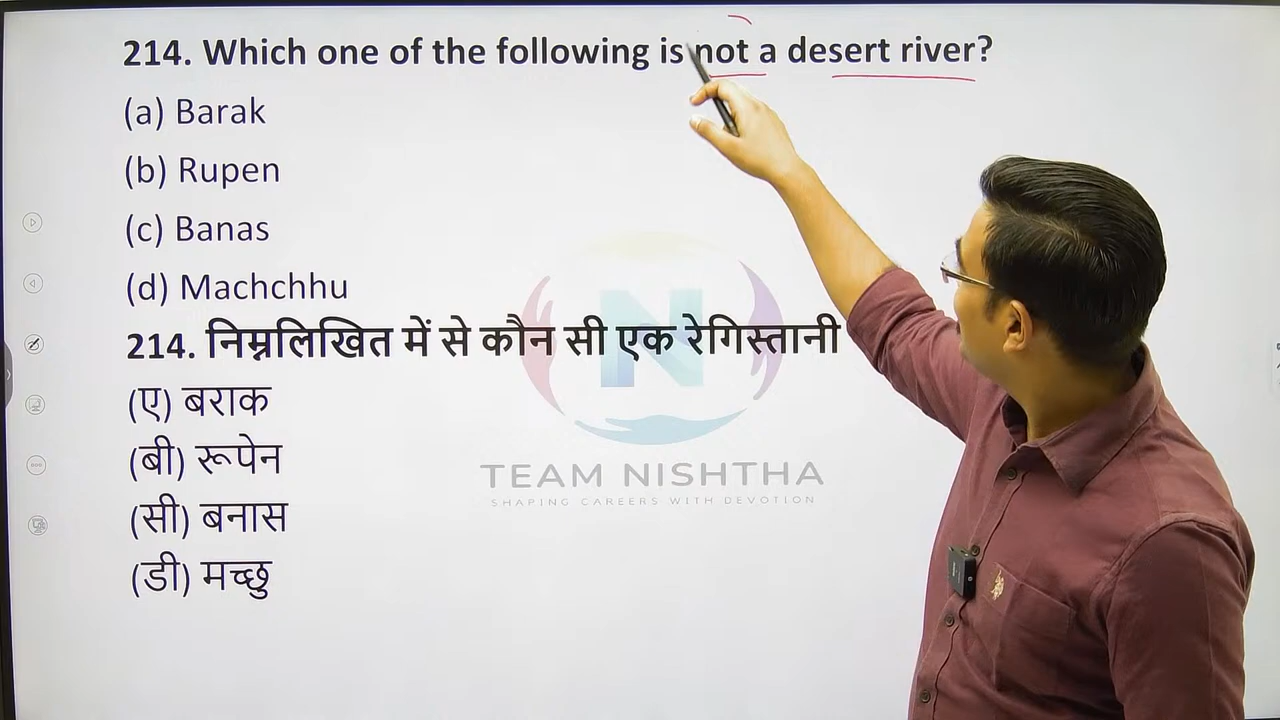 214. Which one of the following is not a desert river?
(a) Barak
(b) Rupen
(c) Banas
(d) Machchhu
214. निम्नलिखित में से कौन सी एक रेगिस्तानी
(ए) बराक
(बी) रूपेन
(सी) बनास
(डी) मच्छु
N
TEAM NISHTHA
SHAPING CAREERS WITH DEVOTION